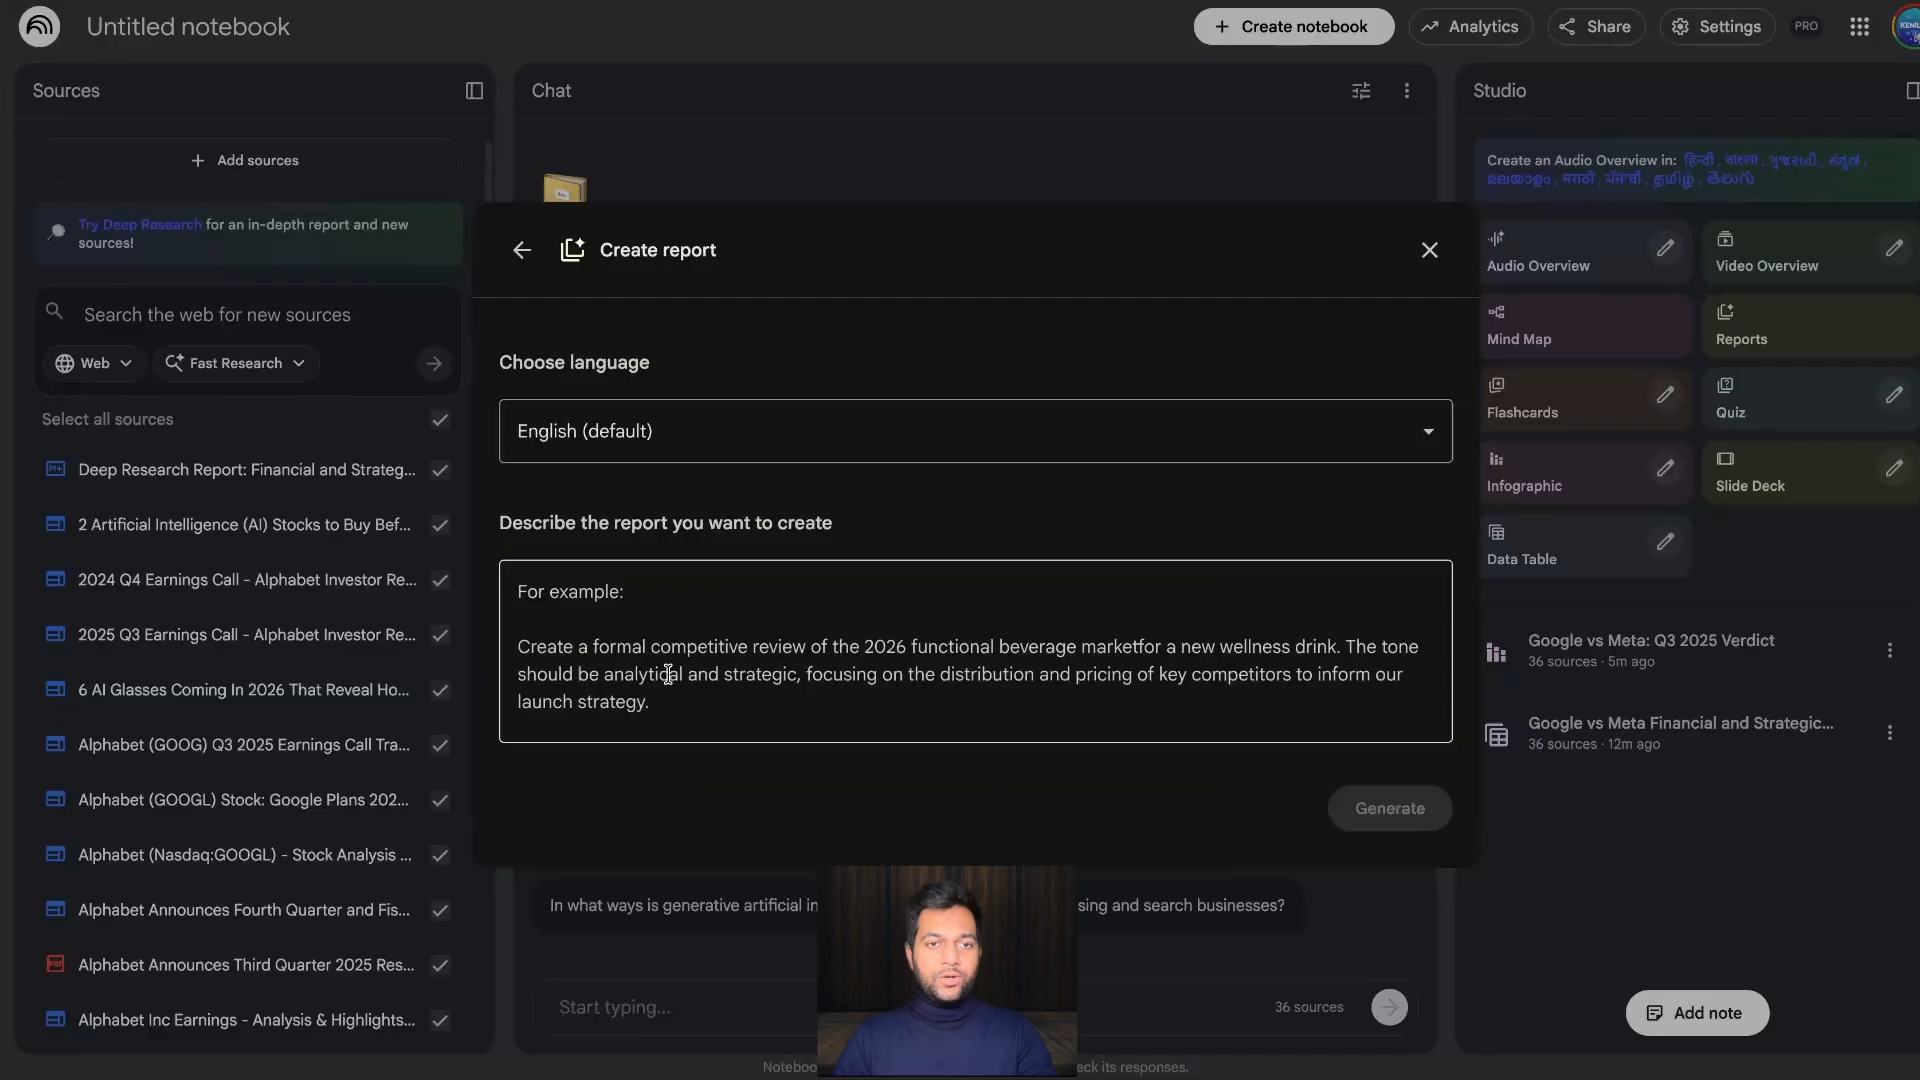 Untitled notebook
Create notebook
Analytics
Share
Settings
PRO
Sources
Add sources
Try Deep Research for an in-depth report and new
sources!
Search the web for new sources
Web
Fast Research
Select all sources
Deep Research Report: Financial and Strateg...
2 Artificial Intelligence (AI) Stocks to Buy Bef...
2024 Q4 Earnings Call - Alphabet Investor Re...
2025 Q3 Earnings Call - Alphabet Investor Re...
6 AI Glasses Coming In 2026 That Reveal Ho...
Alphabet (GOOG) Q3 2025 Earnings Call Tra...
Alphabet (GOOGL) Stock: Google Plans 202...
Alphabet (Nasdaq:GOOGL) - Stock Analysis ...
Alphabet Announces Fourth Quarter and Fis...
PDF
Alphabet Announces Third Quarter 2025 Res...
Alphabet Inc Earnings - Analysis & Highlights...
Chat
Create report
Choose language
English (default)
Describe the report you want to create
For example:
Create a formal competitive review of the 2026 functional beverage marketfor a new wellness drink. The tone
should be analytical and strategic, focusing on the distribution and pricing of key competitors to inform our
launch strategy.
Generate
In what ways is generative artificial in
sing and search businesses?
Start typing...
36 sources
Noteboo
eck its responses.
Studio
Create an Audio Overview in: हिन्दी, বাংলা, ગુજરાતી, ಕನ್ನಡ,
മലയാളം, मराठी, ਪੰਜਾਬੀ, தமிழ், తెలుగు
Audio Overview
Video Overview
Mind Map
Reports
Flashcards
Quiz
Infographic
Slide Deck
Data Table
Google vs Meta: Q3 2025 Verdict
36 sources · 5m ago
Google vs Meta Financial and Strategic...
36 sources · 12m ago
Add note